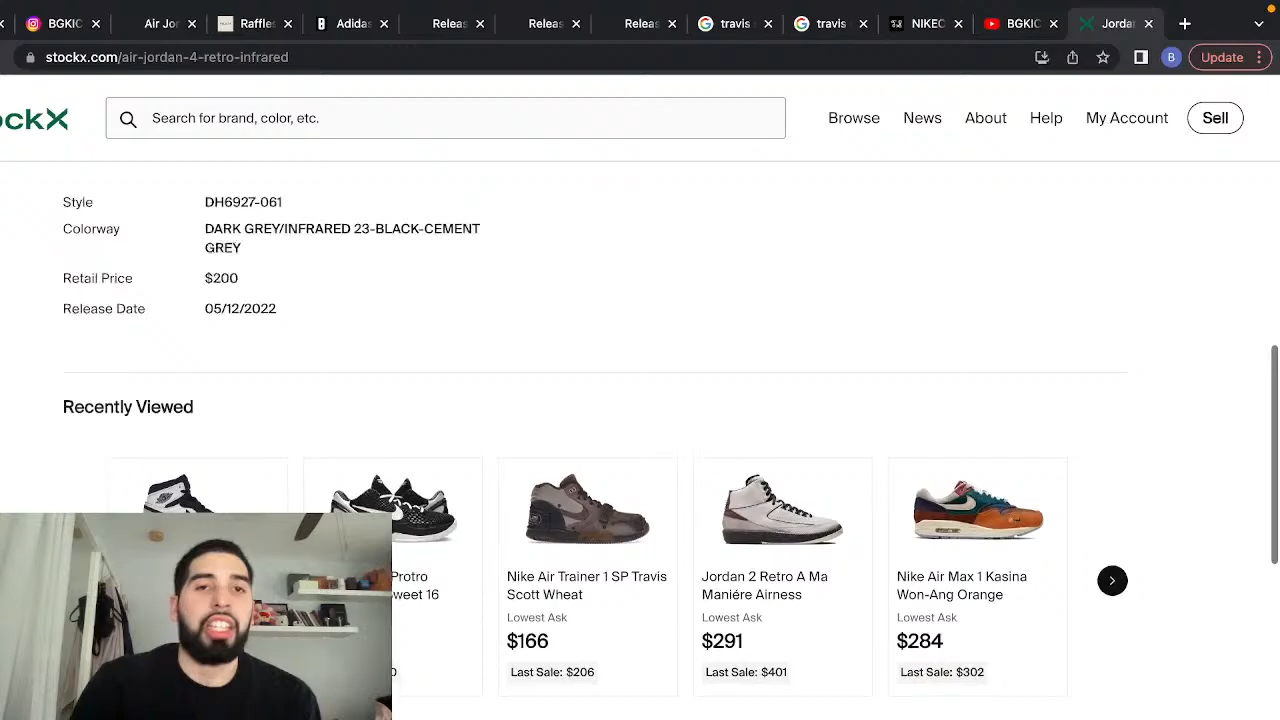 BGKIC
Air Jo
Raffles
Adidas
Releas
Releas
Releas
travis
travis
NIKEC
BGKIC
Jordan
stockx.com/air-jordan-4-retro-infrared
B
Update
ockX
Search for brand, color, etc.
Browse
News
About
Help
My Account
Sell
Style
DH6927-061
Colorway
DARK GREY/INFRARED 23-BLACK-CEMENT
GREY
Retail Price
$200
Release Date
05/12/2022
Recently Viewed
Protro
weet 16
0
Nike Air Trainer 1 SP Travis
Scott Wheat
Lowest Ask
$166
Last Sale: $206
Jordan 2 Retro A Ma
Maniére Airness
Lowest Ask
$291
Last Sale: $401
Nike Air Max 1 Kasina
Won-Ang Orange
Lowest Ask
$284
Last Sale: $302